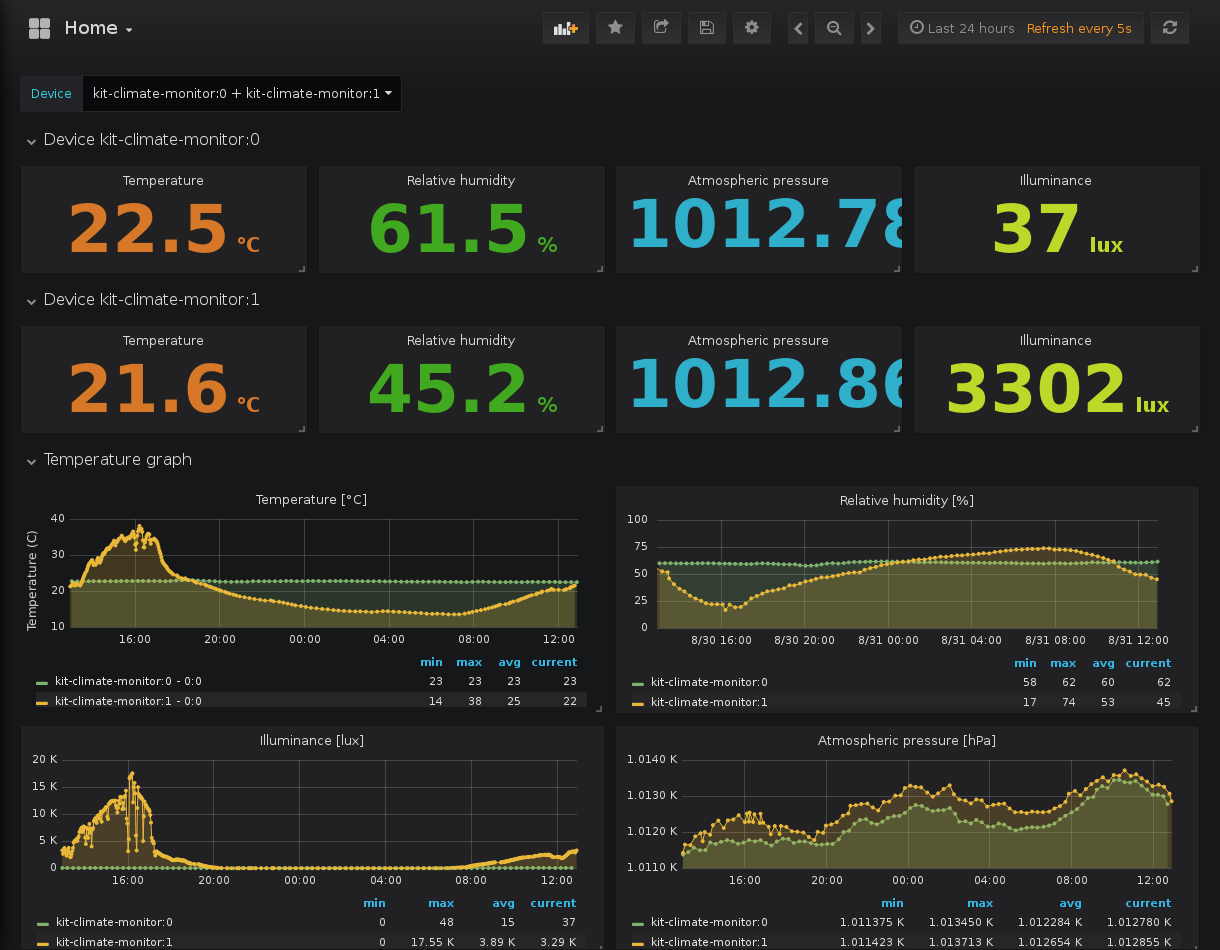 Home
Last 24 hours Refresh every 5s
Device kit-climate-monitor:0 + kit-climate-monitor:1
Device kit-climate-monitor:0
Temperature Relative humidity Atmospheric pressure Illuminance
22.5 °C 61.5 % 1012.78 37 lux
Device kit-climate-monitor:1
Temperature Relative humidity Atmospheric pressure Illuminance
21.6 °C 45.2 % 1012.86 3302 lux
Temperature graph
Temperature [°C]
Temperature (C)
40
30
20
10
16:00 20:00 00:00 04:00 08:00 12:00
min max avg current
kit-climate-monitor:0 - 0:0 23 23 23 23
kit-climate-monitor:1 - 0:0 14 38 25 22
Relative humidity [%]
100
75
50
25
0
8/30 16:00 8/30 20:00 8/31 00:00 8/31 04:00 8/31 08:00 8/31 12:00
min max avg current
kit-climate-monitor:0 58 62 60 62
kit-climate-monitor:1 17 74 53 45
Illuminance [lux]
20 K
15 K
10 K
5 K
0
16:00 20:00 00:00 04:00 08:00 12:00
min max avg current
kit-climate-monitor:0 0 48 15 37
kit-climate-monitor:1 0 17.55 K 3.89 K 3.29 K
Atmospheric pressure [hPa]
1.0140 K
1.0130 K
1.0120 K
1.0110 K
16:00 20:00 00:00 04:00 08:00 12:00
min max avg current
kit-climate-monitor:0 1.011375 K 1.013450 K 1.012284 K 1.012780 K
kit-climate-monitor:1 1.011423 K 1.013713 K 1.012654 K 1.012855 K